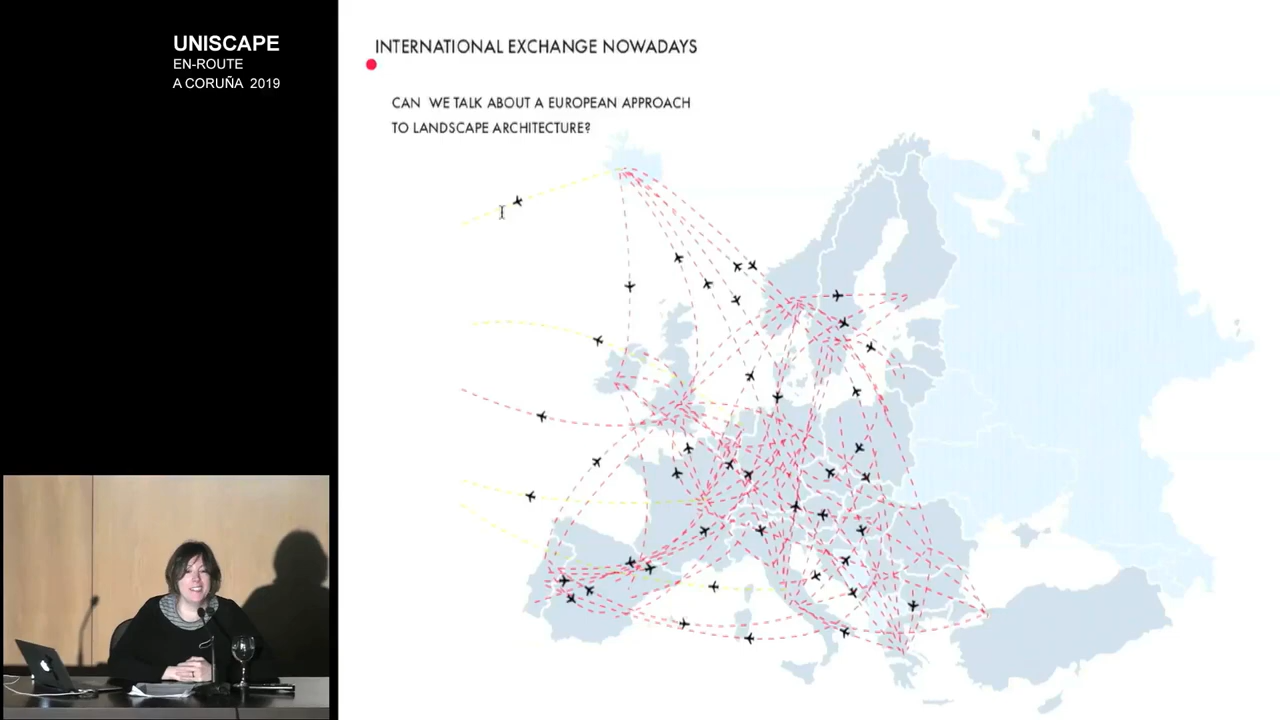 UNISCAPE
EN-ROUTE
A CORUÑA 2019
INTERNATIONAL EXCHANGE NOWADAYS
CAN WE TALK ABOUT A EUROPEAN APPROACH
TO LANDSCAPE ARCHITECTURE?